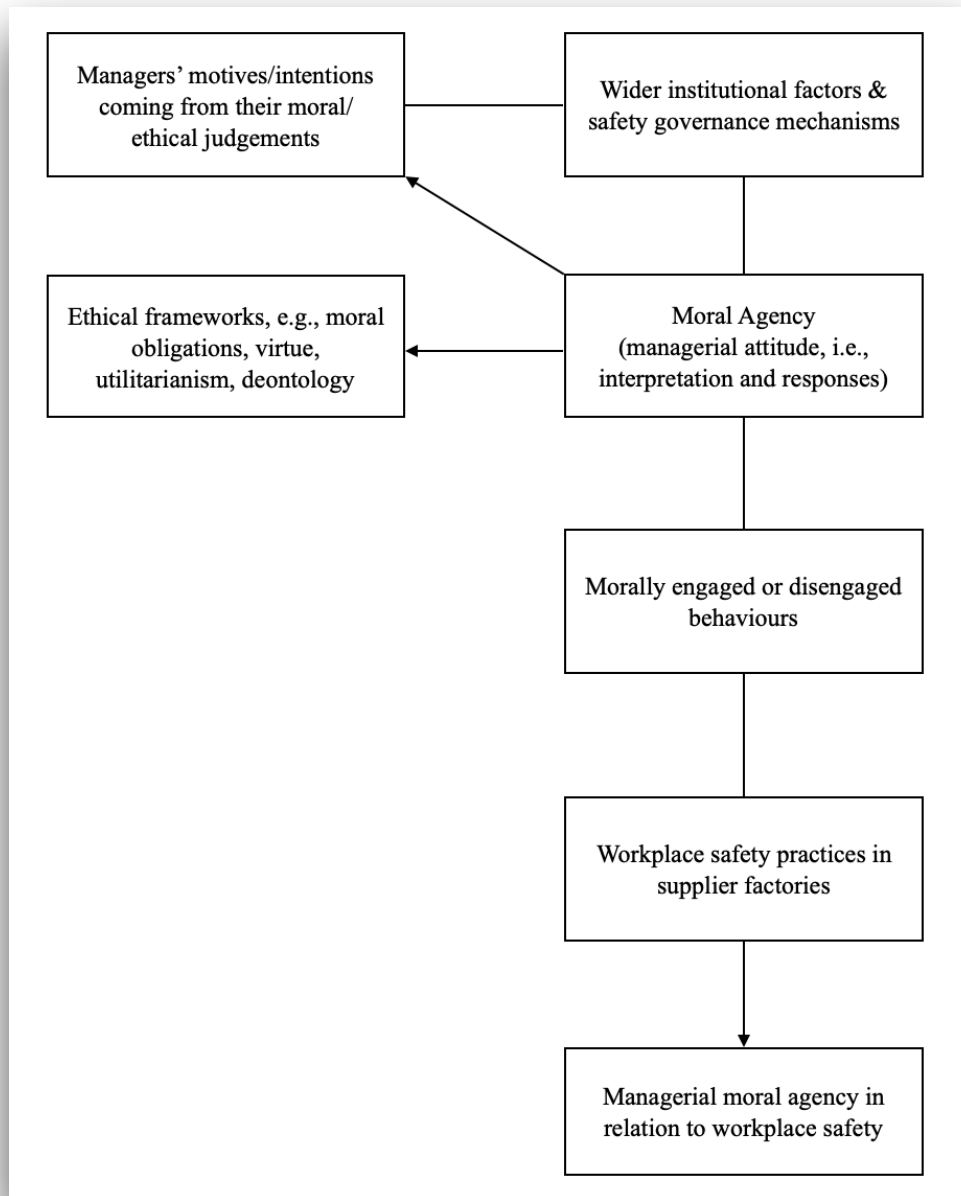 Managers’ motives/intentions
coming from their moral/
ethical judgements
Wider institutional factors &
safety governance mechanisms
Ethical frameworks, e.g., moral
obligations, virtue,
utilitarianism, deontology
Moral Agency
(managerial attitude, i.e.,
interpretation and responses)
Morally engaged or disengaged
behaviours
Workplace safety practices in
supplier factories
Managerial moral agency in
relation to workplace safety